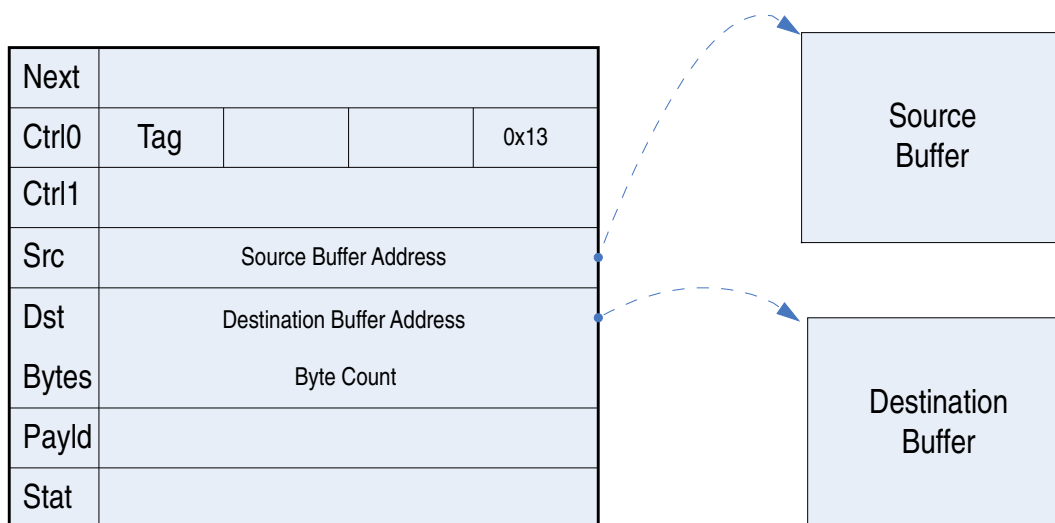 Next
Ctrl0 Tag 0x13
Ctrl1
Src Source Buffer Address
Dst Destination Buffer Address
Bytes Byte Count
Payld
Stat
Source
Buffer
Destination
Buffer